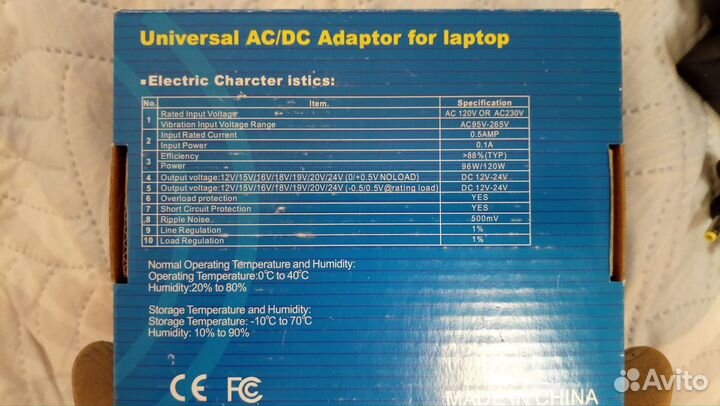 Universal AC/DC Adaptor for laptop
Electric Charcter istics:
No. Item. Specification
1 Rated Input Voltage AC 120V OR AC230V
Vibration Input Voltage Range AC95V-265V
2 Input Rated Current 0.5AMP
Input Power 0.1A
3 Efficiency >88%(TYP)
Power 96W/120W
4 Output voltage:12V/15V/16V/18V/19V/20V/24V (0/+0.5V NOLOAD) DC 12V-24V
5 Output voltage:12V/15V/16V/18V/19V/20V/24V (-0.5/0.5V@rating load) DC 12V-24V
6 Overload protection YES
7 Short Circuit Protection YES
8 Ripple Noise 500mV
9 Line Regulation 1%
10 Load Regulation 1%
Normal Operating Temperature and Humidity:
Operating Temperature:0℃ to 40℃
Humidity:20% to 80%
Storage Temperature and Humidity:
Storage Temperature: -10℃ to 70℃
Humidity: 10% to 90%
CE FC
MADE IN CHINA
Avito